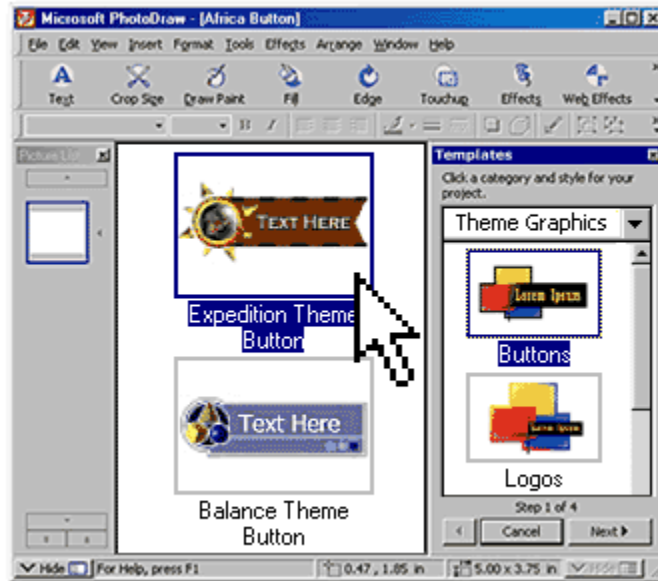 Microsoft PhotoDraw - [Africa Button]
File Edit View Insert Format Tools Effects Arrange Window Help
Text Crop Size Draw Paint Fill Edge Touchup Effects Web Effects
B I
Picture List
TEXT HERE
Expedition Theme
Button
Text Here
Balance Theme
Button
Templates
Click a category and style for your
project.
Theme Graphics
Lorem Ipsum
Buttons
Lorem Ipsum
Logos
Step 1 of 4
Cancel Next
Hide For Help, press F1 0.47 , 1.85 in 5.00 x 3.75 in